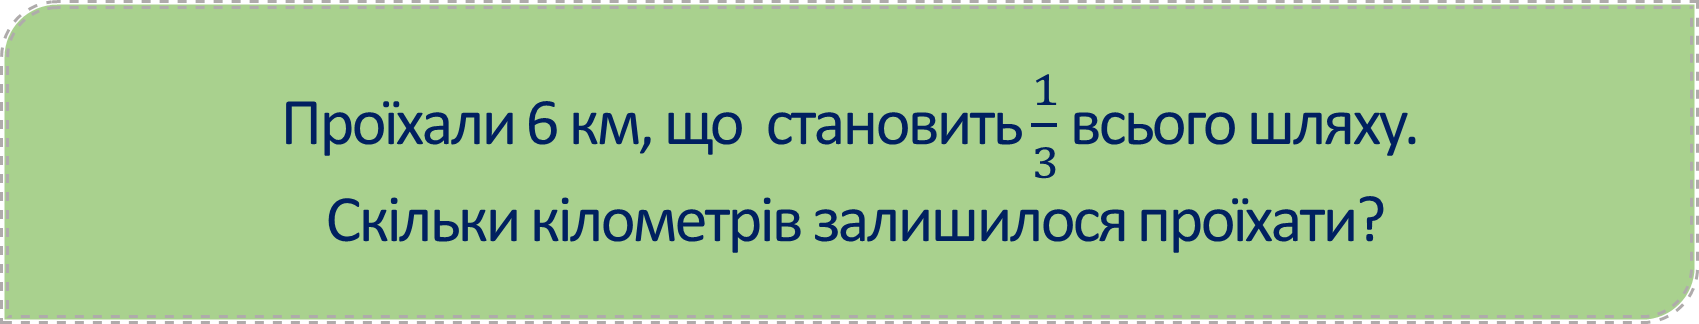 Проїхали 6 км, що становить 1/3 всього шляху.
Скільки кілометрів залишилося проїхати?